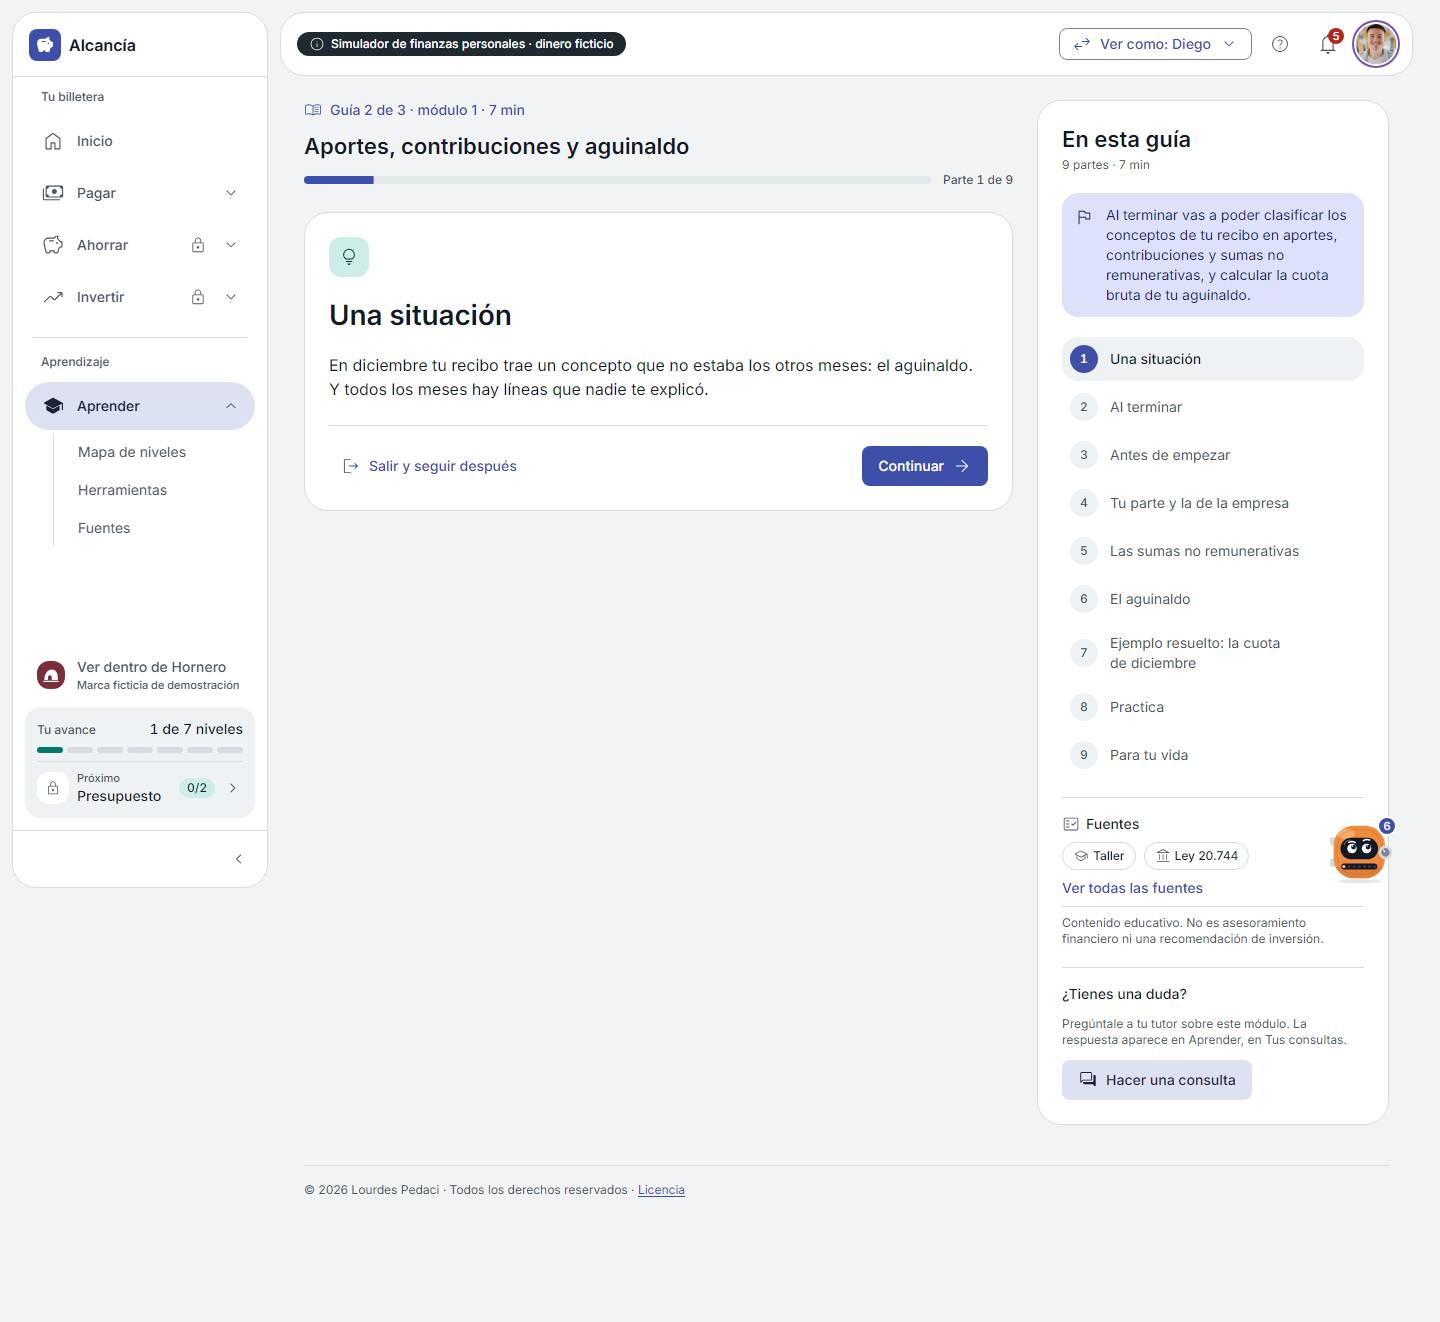 Alcancía
Simulador de finanzas personales · dinero ficticio
Ver como: Diego
5
Tu billetera
Inicio
Pagar
Ahorrar
Invertir
Aprendizaje
Aprender
Mapa de niveles
Herramientas
Fuentes
Ver dentro de Hornero
Marca ficticia de demostración
Tu avance
1 de 7 niveles
Próximo
Presupuesto
0/2
Guía 2 de 3 · módulo 1 · 7 min
Aportes, contribuciones y aguinaldo
Parte 1 de 9
Una situación
En diciembre tu recibo trae un concepto que no estaba los otros meses: el aguinaldo.
Y todos los meses hay líneas que nadie te explicó.
Salir y seguir después
Continuar
En esta guía
9 partes · 7 min
Al terminar vas a poder clasificar los
conceptos de tu recibo en aportes,
contribuciones y sumas no
remunerativas, y calcular la cuota
bruta de tu aguinaldo.
1 Una situación
2 Al terminar
3 Antes de empezar
4 Tu parte y la de la empresa
5 Las sumas no remunerativas
6 El aguinaldo
7 Ejemplo resuelto: la cuota
de diciembre
8 Practica
9 Para tu vida
Fuentes
6
Taller
Ley 20.744
Ver todas las fuentes
Contenido educativo. No es asesoramiento
financiero ni una recomendación de inversión.
¿Tienes una duda?
Pregúntale a tu tutor sobre este módulo. La
respuesta aparece en Aprender, en Tus consultas.
Hacer una consulta
© 2026 Lourdes Pedaci · Todos los derechos reservados · Licencia